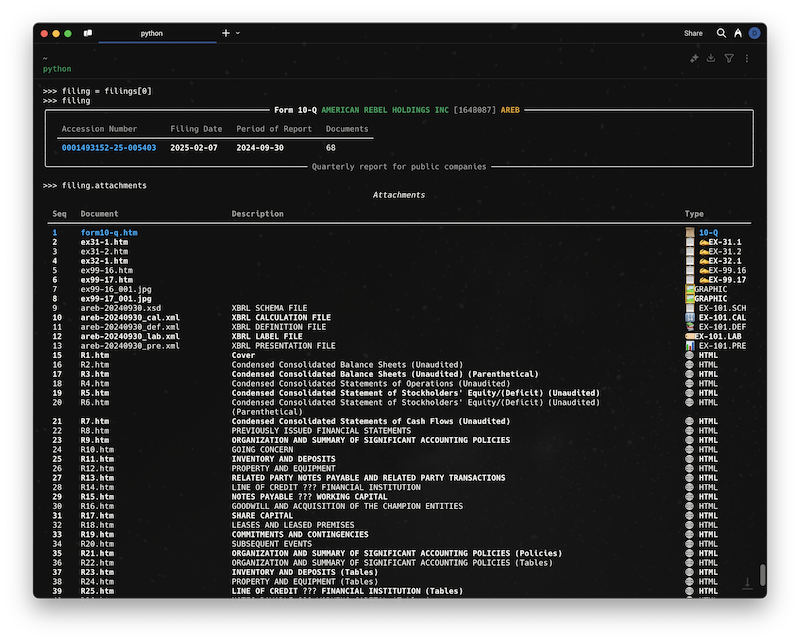 python
Share
~
python
>>> filing = filings[0]
>>> filing
Form 10-Q AMERICAN REBEL HOLDINGS INC [1648087] AREB
Accession Number Filing Date Period of Report Documents
0001493152-25-005403 2025-02-07 2024-09-30 68
Quarterly report for public companies
>>> filing.attachments
Attachments
Seq Document Description Type
1 form10-q.htm 10-Q
2 ex31-1.htm EX-31.1
3 ex31-2.htm EX-31.2
4 ex32-1.htm EX-32.1
5 ex99-16.htm EX-99.16
6 ex99-17.htm EX-99.17
7 ex99-16_001.jpg GRAPHIC
8 ex99-17_001.jpg GRAPHIC
9 areb-20240930.xsd XBRL SCHEMA FILE EX-101.SCH
10 areb-20240930_cal.xml XBRL CALCULATION FILE EX-101.CAL
11 areb-20240930_def.xml XBRL DEFINITION FILE EX-101.DEF
12 areb-20240930_lab.xml XBRL LABEL FILE EX-101.LAB
13 areb-20240930_pre.xml XBRL PRESENTATION FILE EX-101.PRE
15 R1.htm Cover HTML
16 R2.htm Condensed Consolidated Balance Sheets (Unaudited) HTML
17 R3.htm Condensed Consolidated Balance Sheets (Unaudited) (Parenthetical) HTML
18 R4.htm Condensed Consolidated Statements of Operations (Unaudited) HTML
19 R5.htm Condensed Consolidated Statement of Stockholders' Equity/(Deficit) (Unaudited) HTML
20 R6.htm Condensed Consolidated Statement of Stockholders' Equity/(Deficit) (Unaudited) HTML
(Parenthetical)
21 R7.htm Condensed Consolidated Statements of Cash Flows (Unaudited) HTML
22 R8.htm PREVIOUSLY ISSUED FINANCIAL STATEMENTS HTML
23 R9.htm ORGANIZATION AND SUMMARY OF SIGNIFICANT ACCOUNTING POLICIES HTML
24 R10.htm GOING CONCERN HTML
25 R11.htm INVENTORY AND DEPOSITS HTML
26 R12.htm PROPERTY AND EQUIPMENT HTML
27 R13.htm RELATED PARTY NOTES PAYABLE AND RELATED PARTY TRANSACTIONS HTML
28 R14.htm LINE OF CREDIT ??? FINANCIAL INSTITUTION HTML
29 R15.htm NOTES PAYABLE ??? WORKING CAPITAL HTML
30 R16.htm GOODWILL AND ACQUISITION OF THE CHAMPION ENTITIES HTML
31 R17.htm SHARE CAPITAL HTML
32 R18.htm LEASES AND LEASED PREMISES HTML
33 R19.htm COMMITMENTS AND CONTINGENCIES HTML
34 R20.htm SUBSEQUENT EVENTS HTML
35 R21.htm ORGANIZATION AND SUMMARY OF SIGNIFICANT ACCOUNTING POLICIES (Policies) HTML
36 R22.htm ORGANIZATION AND SUMMARY OF SIGNIFICANT ACCOUNTING POLICIES (Tables) HTML
37 R23.htm INVENTORY AND DEPOSITS (Tables) HTML
38 R24.htm PROPERTY AND EQUIPMENT (Tables) HTML
39 R25.htm LINE OF CREDIT ??? FINANCIAL INSTITUTION (Tables) HTML